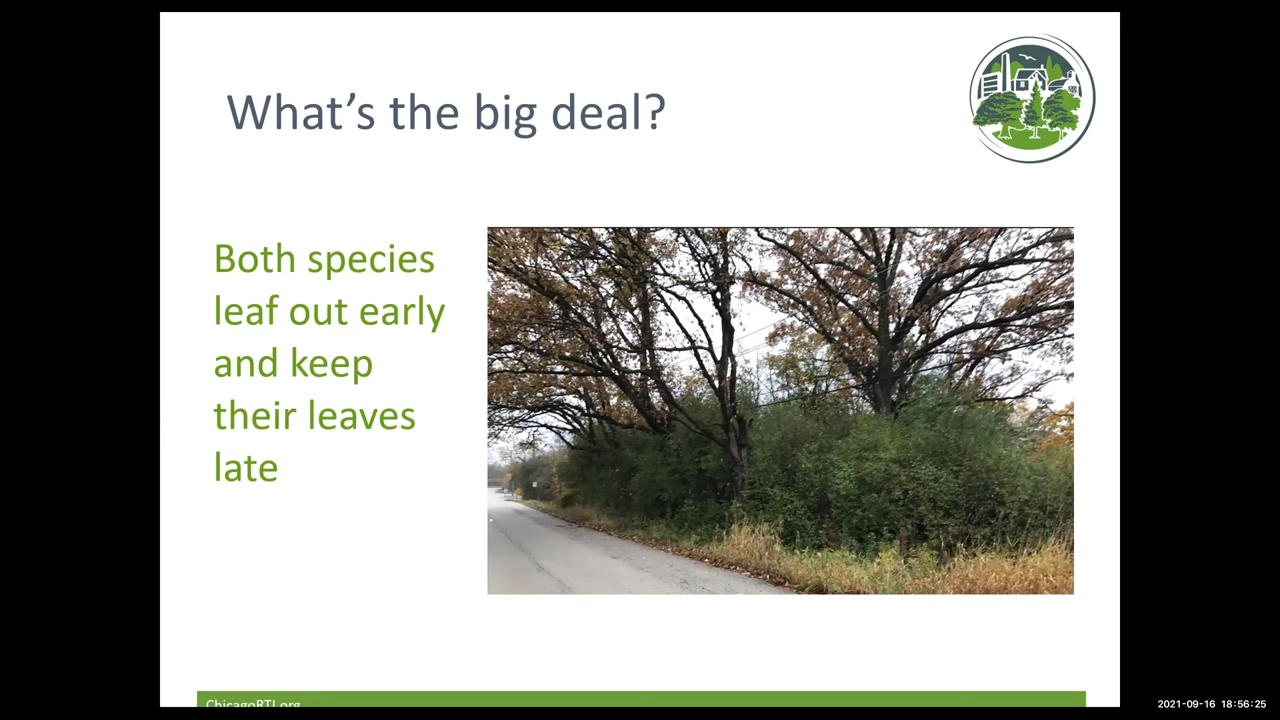 What's the big deal?
Both species
leaf out early
and keep
their leaves
late
ChicagoRTI.org
2021-09-16 18:56:25